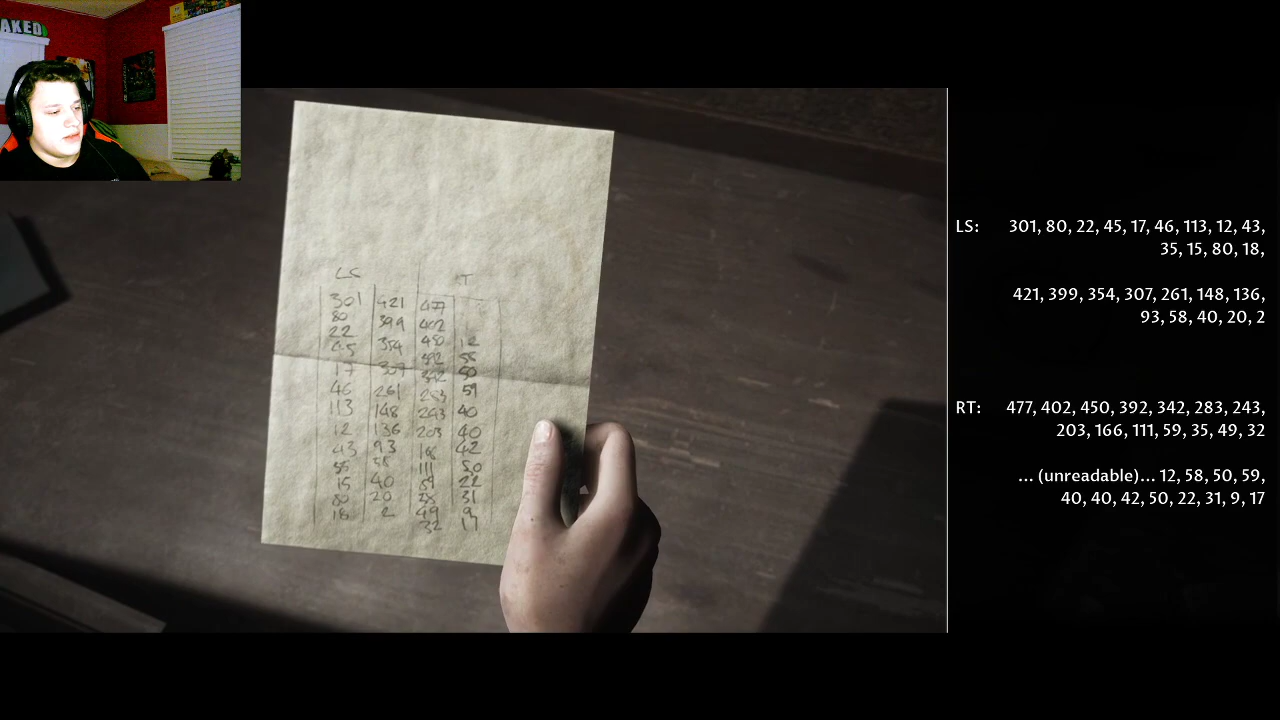 AKED
LS RT
301 421 477
80 399 402
22 354 450 12
45 307 392 58
17 261 342 50
46 148 283 59
113 136 243 40
12 93 203 40
43 58 111 42
15 40 59 50
80 20 49 22
18 2 32 31
9
17
LS: 301, 80, 22, 45, 17, 46, 113, 12, 43,
35, 15, 80, 18,
421, 399, 354, 307, 261, 148, 136,
93, 58, 40, 20, 2
RT: 477, 402, 450, 392, 342, 283, 243,
203, 166, 111, 59, 35, 49, 32
... (unreadable)... 12, 58, 50, 59,
40, 40, 42, 50, 22, 31, 9, 17